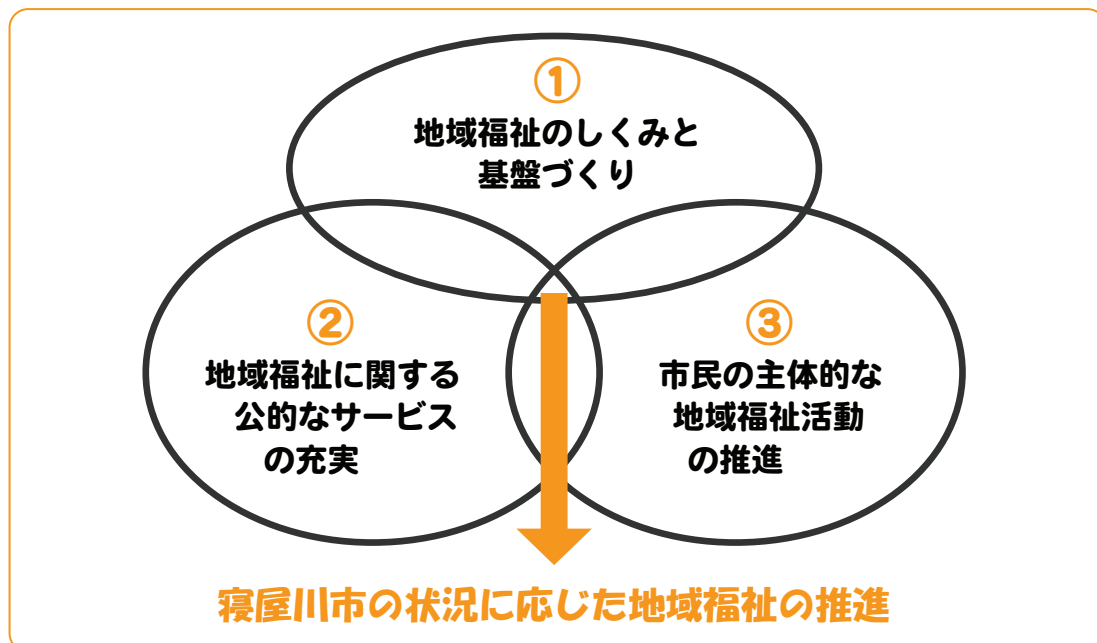 ①
地域福祉のしくみと
基盤づくり
②
地域福祉に関する
公的なサービス
の充実
③
市民の主体的な
地域福祉活動
の推進
寝屋川市の状況に応じた地域福祉の推進